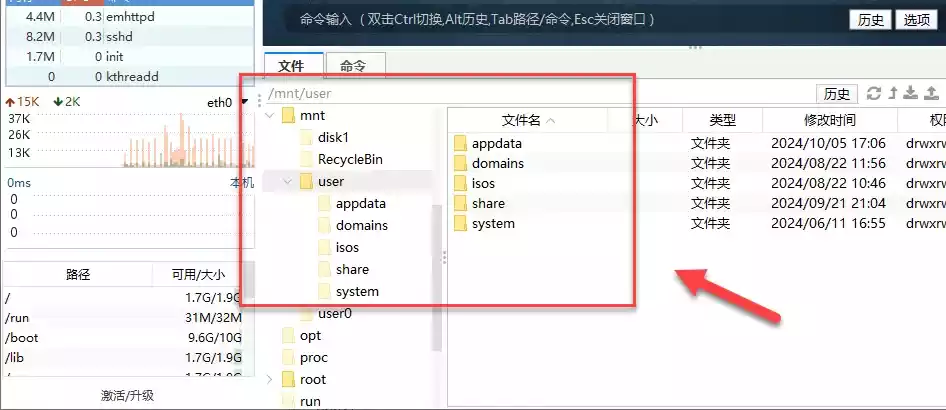 4.4M 0.3 emhttpd
8.2M 0.3 sshd
1.7M 0 init
0 0 kthreadd
15K 2K eth0
37K
26K
13K
0ms 本机
0
0
0
路径 可用/大小
/ 1.7G/1.9G
/run 31M/32M
/boot 9.6G/10G
/lib 1.7G/1.9G
激活/升级
命令输入（双击Ctrl切换,Alt历史,Tab路径/命令,Esc关闭窗口）
历史 选项
文件 命令
/mnt/user 历史
mnt
disk1
RecycleBin
user
appdata
domains
isos
share
system
user0
opt
proc
root
run
文件名 大小 类型 修改时间
appdata 文件夹 2024/10/05 17:06 drwxrw
domains 文件夹 2024/08/22 11:56 drwxrw
isos 文件夹 2024/08/22 10:46 drwxrw
share 文件夹 2024/09/21 21:04 drwxrw
system 文件夹 2024/06/11 16:55 drwxrw